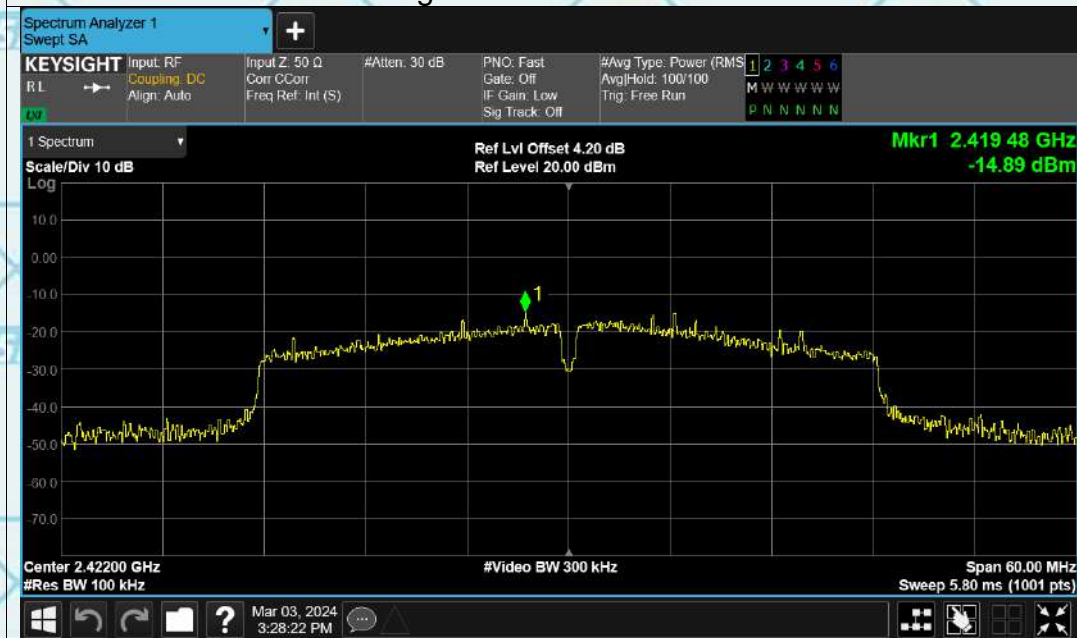 Spectrum Analyzer 1
Swept SA
+
KEYSIGHT
RL
LXI
Input: RF
Coupling: DC
Align: Auto
Input Z: 50 Ω
Corr CCorr
Freq Ref: Int (S)
#Atten: 30 dB
PNO: Fast
Gate: Off
IF Gain: Low
Sig Track: Off
#Avg Type: Power (RMS
Avg|Hold: 100/100
Trig: Free Run
1 2 3 4 5 6
M W W W W W
P N N N N N
1 Spectrum
Scale/Div 10 dB
Ref Lvl Offset 4.20 dB
Ref Level 20.00 dBm
Mkr1 2.419 48 GHz
-14.89 dBm
Log
10.0
0.00
-10.0
1
-20.0
-30.0
-40.0
-50.0
-60.0
-70.0
Center 2.42200 GHz
#Res BW 100 kHz
#Video BW 300 kHz
Span 60.00 MHz
Sweep 5.80 ms (1001 pts)
?
Mar 03, 2024
3:28:22 PM